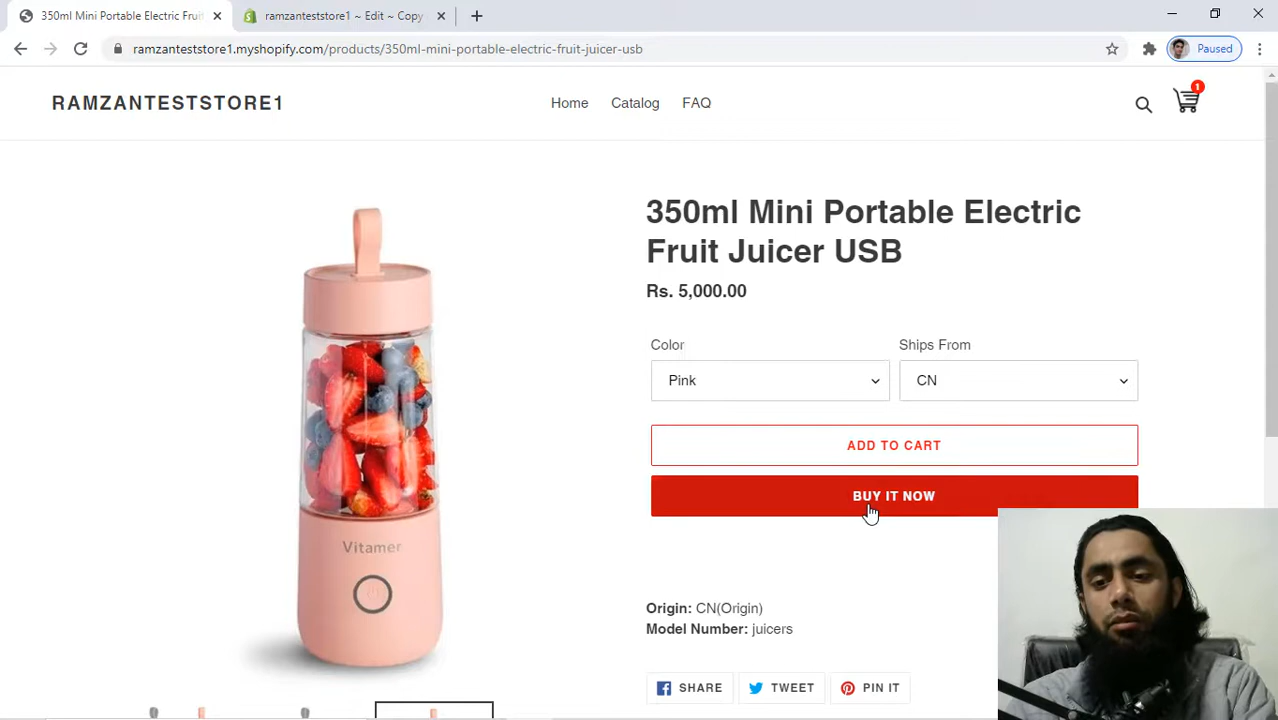 350ml Mini Portable Electric Fruit
ramzanteststore1 ~ Edit ~ Copy
ramzanteststore1.myshopify.com/products/350ml-mini-portable-electric-fruit-juicer-usb
Paused
RAMZANTESTSTORE1
Home
Catalog
FAQ
1
350ml Mini Portable Electric
Fruit Juicer USB
Rs. 5,000.00
Color
Ships From
Pink
CN
ADD TO CART
BUY IT NOW
Vitamer
Origin: CN(Origin)
Model Number: juicers
SHARE
TWEET
PIN IT